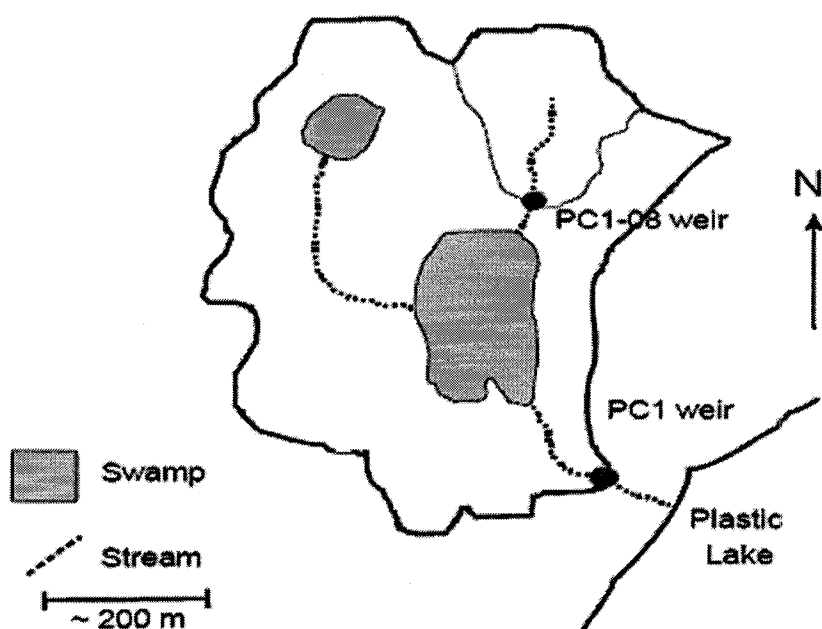 N
PC1-08 weir
PC1 weir
Swamp
Plastic
Lake
Stream
~ 200 m